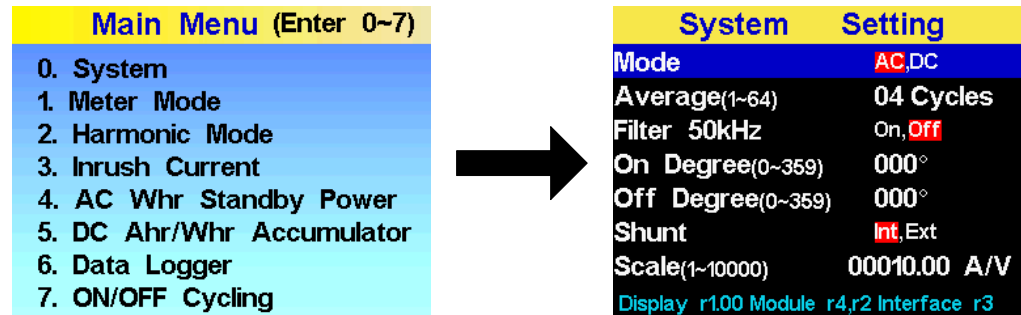 Main Menu (Enter 0~7)
0. System
1. Meter Mode
2. Harmonic Mode
3. Inrush Current
4. AC Whr Standby Power
5. DC Ahr/Whr Accumulator
6. Data Logger
7. ON/OFF Cycling
System Setting
Mode AC,DC
Average(1~64) 04 Cycles
Filter 50kHz On,Off
On Degree(0~359) 000°
Off Degree(0~359) 000°
Shunt Int,Ext
Scale(1~10000) 00010.00 A/V
Display r1.00 Module r4,r2 Interface r3